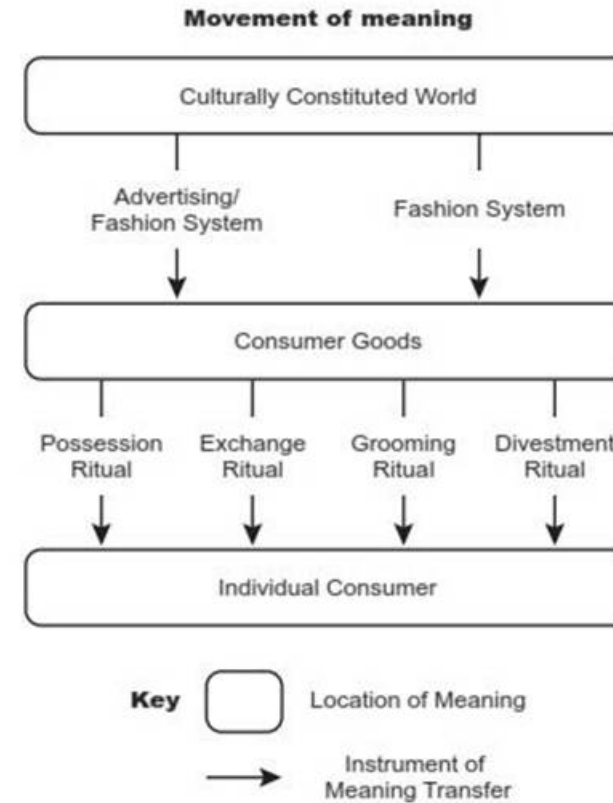 Movement of meaning
Culturally Constituted World
Advertising/
Fashion System
Fashion System
Consumer Goods
Possession
Ritual
Exchange
Ritual
Grooming
Ritual
Divestment
Ritual
Individual Consumer
Key
Location of Meaning
Instrument of
Meaning Transfer